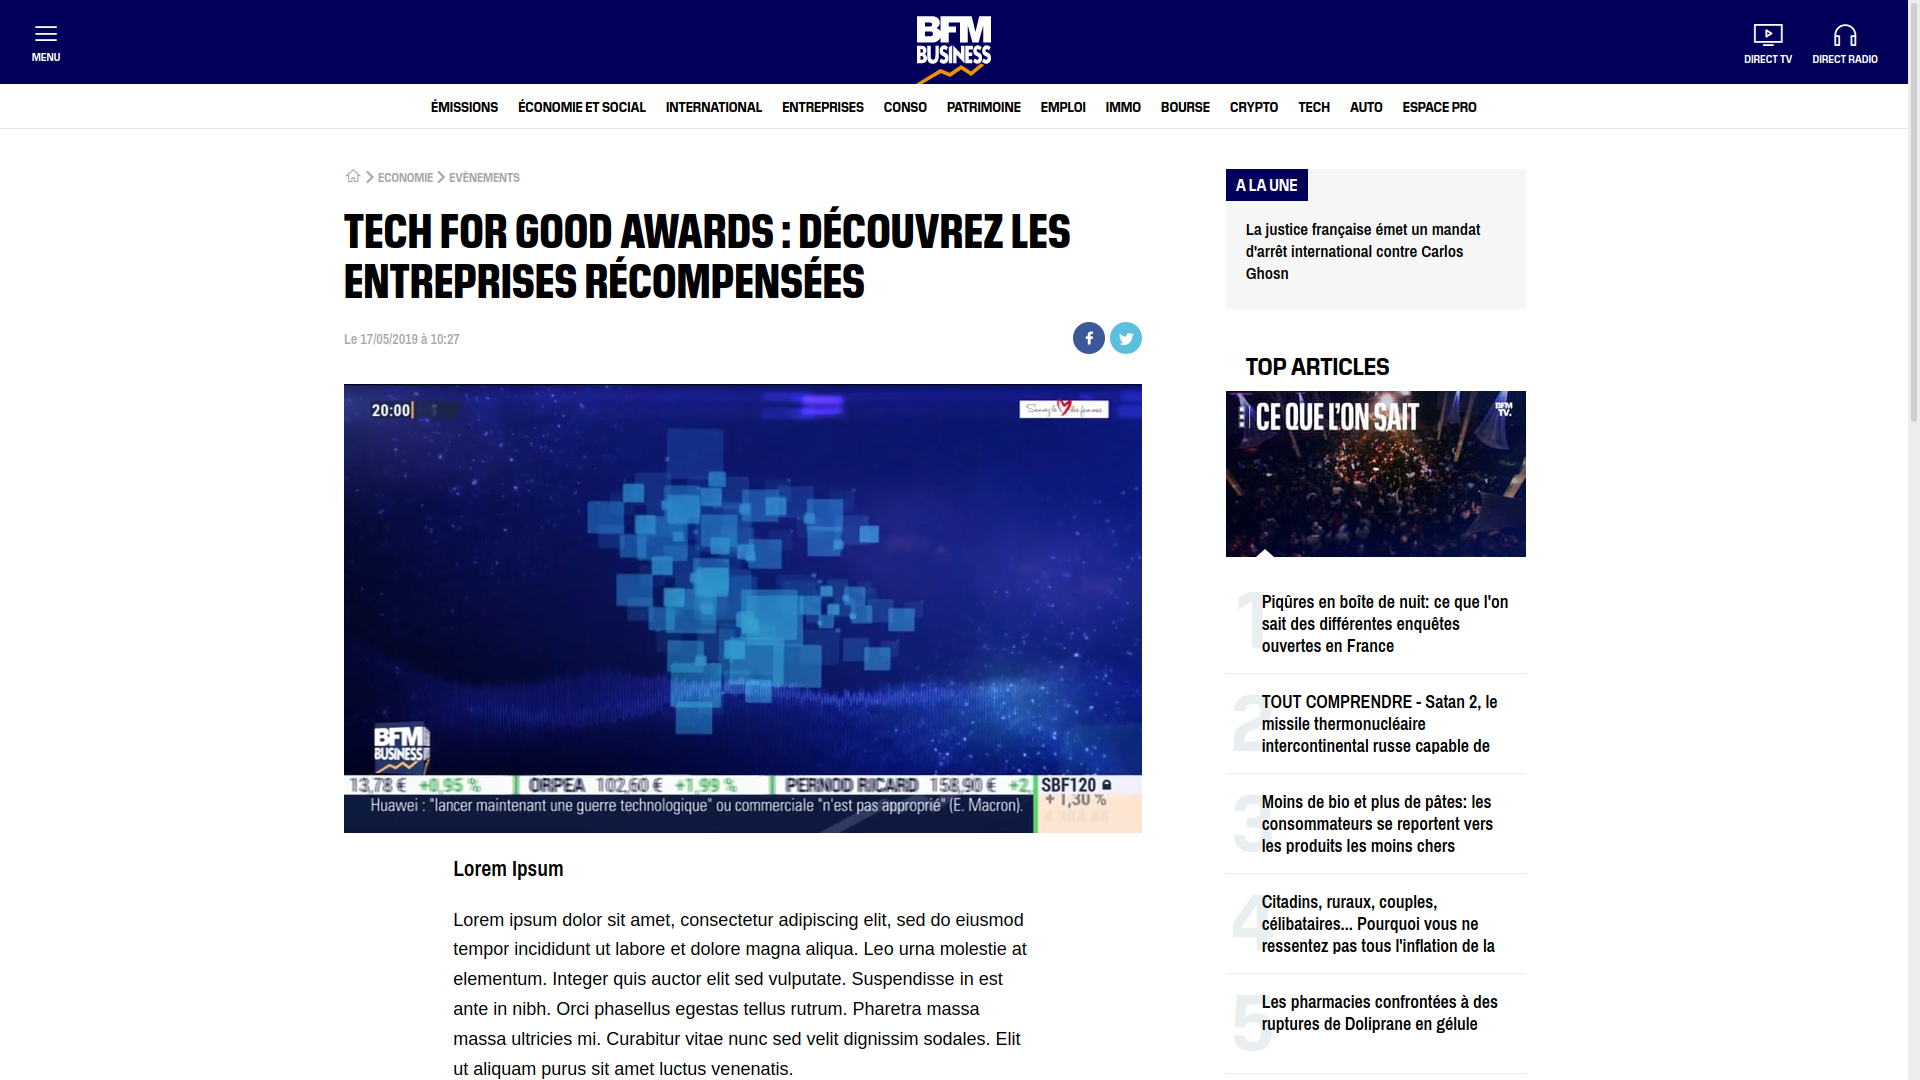 MENU
BFM
BUSINESS
DIRECT TV
DIRECT RADIO
ÉMISSIONS
ÉCONOMIE ET SOCIAL
INTERNATIONAL
ENTREPRISES
CONSO
PATRIMOINE
EMPLOI
IMMO
BOURSE
CRYPTO
TECH
AUTO
ESPACE PRO
ECONOMIE
EVÈNEMENTS
TECH FOR GOOD AWARDS : DÉCOUVREZ LES
ENTREPRISES RÉCOMPENSÉES
Le 17/05/2019 à 10:27
20:00
BFM
BUSINESS
13,78 € +0,95 % ORPEA 102,60 € +1,99 % PERNOD RICARD 158,90 € +2, SBF120
+ 1,30 %
Huawei : "lancer maintenant une guerre technologique" ou commerciale "n'est pas approprié" (E. Macron).
Lorem Ipsum
Lorem ipsum dolor sit amet, consectetur adipiscing elit, sed do eiusmod
tempor incididunt ut labore et dolore magna aliqua. Leo urna molestie at
elementum. Integer quis auctor elit sed vulputate. Suspendisse in est
ante in nibh. Orci phasellus egestas tellus rutrum. Pharetra massa
massa ultricies mi. Curabitur vitae nunc sed velit dignissim sodales. Elit
ut aliquam purus sit amet luctus venenatis.
A LA UNE
La justice française émet un mandat
d'arrêt international contre Carlos
Ghosn
TOP ARTICLES
CE QUE L'ON SAIT
BFM
TV.
1
Piqûres en boîte de nuit: ce que l'on
sait des différentes enquêtes
ouvertes en France
2
TOUT COMPRENDRE - Satan 2, le
missile thermonucléaire
intercontinental russe capable de
3
Moins de bio et plus de pâtes: les
consommateurs se reportent vers
les produits les moins chers
4
Citadins, ruraux, couples,
célibataires... Pourquoi vous ne
ressentez pas tous l'inflation de la
5
Les pharmacies confrontées à des
ruptures de Doliprane en gélule